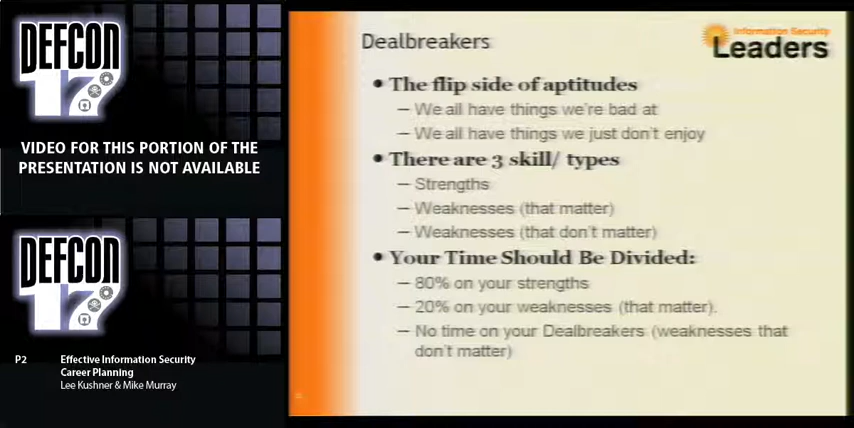 DEFCON
17
VIDEO FOR THIS PORTION OF THE
PRESENTATION IS NOT AVAILABLE
DEFCON
17
P2 Effective Information Security
Career Planning
Lee Kushner & Mike Murray
Information Security
Leaders
Dealbreakers
• The flip side of aptitudes
– We all have things we're bad at
– We all have things we just don't enjoy
• There are 3 skill/ types
– Strengths
– Weaknesses (that matter)
– Weaknesses (that don't matter)
• Your Time Should Be Divided:
– 80% on your strengths
– 20% on your weaknesses (that matter).
– No time on your Dealbreakers (weaknesses that
don't matter)